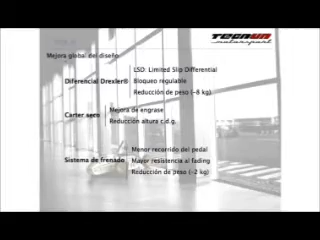 TECNUN
motorsport
Mejora global del diseño
LSD: Limited Slip Differential
Diferencial Drexler®
Bloqueo regulable
Reducción de peso (~8 kg)
Mejora de engrase
Carter seco
Reducción altura c.d.g.
Menor recorrido del pedal
Sistema de frenado
Mayor resistencia al fading
Reducción de peso (~2 kg)